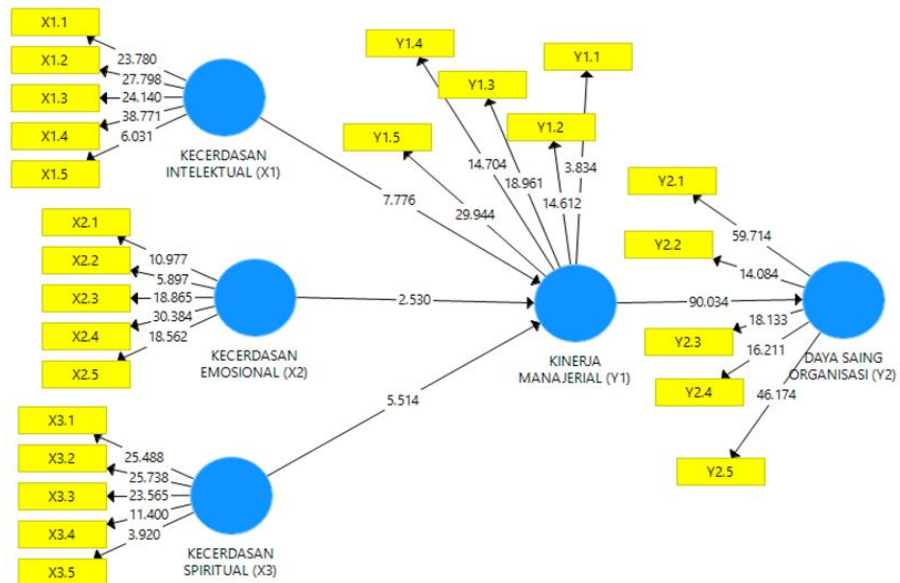 X1.1
X1.2
X1.3
X1.4
X1.5
23.780
27.798
24.140
38.771
6.031
KECERDASAN
INTELEKTUAL (X1)
X2.1
X2.2
X2.3
X2.4
X2.5
10.977
5.897
18.865
30.384
18.562
KECERDASAN
EMOSIONAL (X2)
X3.1
X3.2
X3.3
X3.4
X3.5
25.488
25.738
23.565
11.400
3.920
KECERDASAN
SPIRITUAL (X3)
7.776
2.530
5.514
Y1.4
Y1.1
Y1.3
Y1.2
Y1.5
14.704
18.961
14.612
3.834
29.944
KINERJA
MANAJERIAL (Y1)
90.034
Y2.1
Y2.2
Y2.3
Y2.4
Y2.5
59.714
14.084
18.133
16.211
46.174
DAYA SAING
ORGANISASI (Y2)